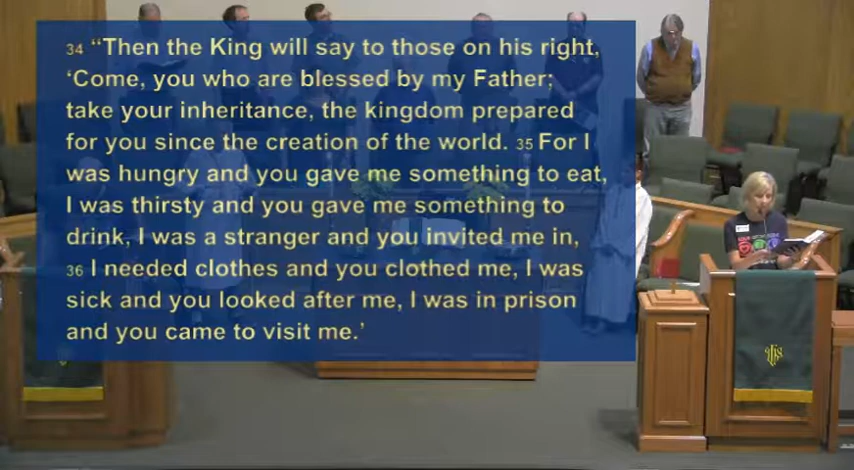 34 “Then the King will say to those on his right,
‘Come, you who are blessed by my Father;
take your inheritance, the kingdom prepared
for you since the creation of the world. 35 For I
was hungry and you gave me something to eat,
I was thirsty and you gave me something to
drink, I was a stranger and you invited me in,
36 I needed clothes and you clothed me, I was
sick and you looked after me, I was in prison
and you came to visit me.’